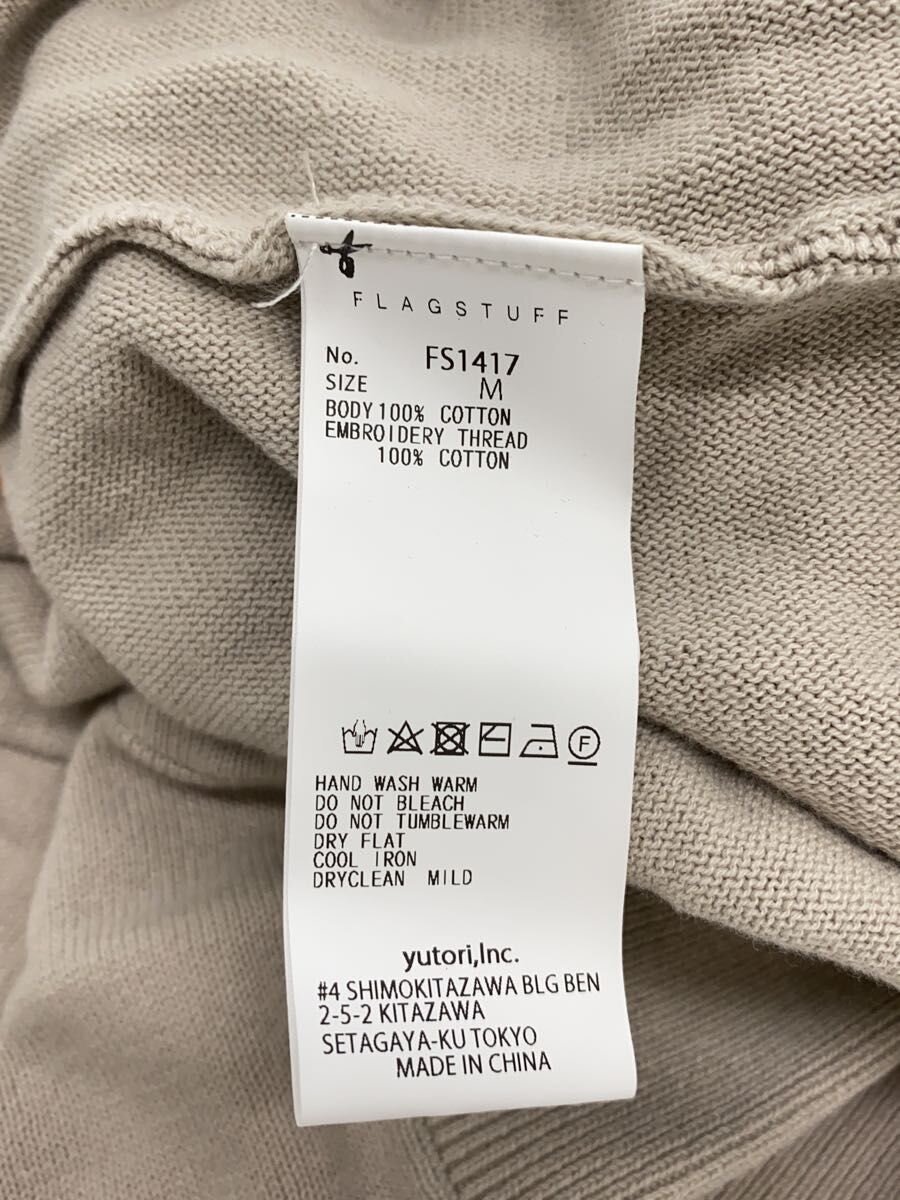 FLAGSTUFF
No. FS1417
SIZE M
BODY 100% COTTON
EMBROIDERY THREAD
100% COTTON
F
HAND WASH WARM
DO NOT BLEACH
DO NOT TUMBLEWARM
DRY FLAT
COOL IRON
DRYCLEAN MILD
yutori,Inc.
#4 SHIMOKITAZAWA BLG BEN
2-5-2 KITAZAWA
SETAGAYA-KU TOKYO
MADE IN CHINA